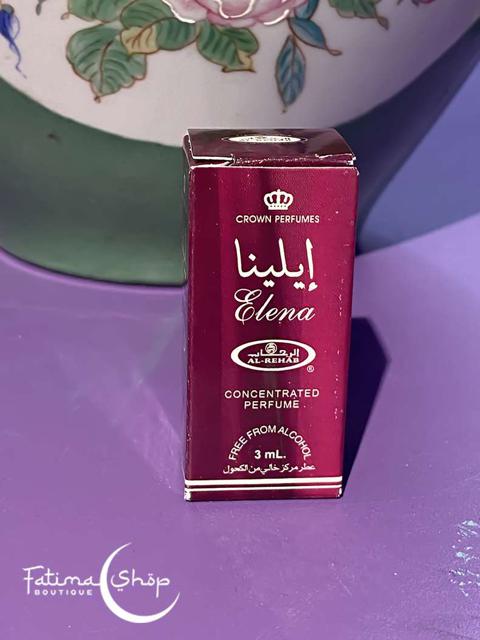 CROWN PERFUMES
إيلينا
Elena
الرحاب
AL-REHAB
®
CONCENTRATED
PERFUME
FREE FROM ALCOHOL
3 mL.
عطر مركز خالي من الكحول
Fatima Shop
BOUTIQUE